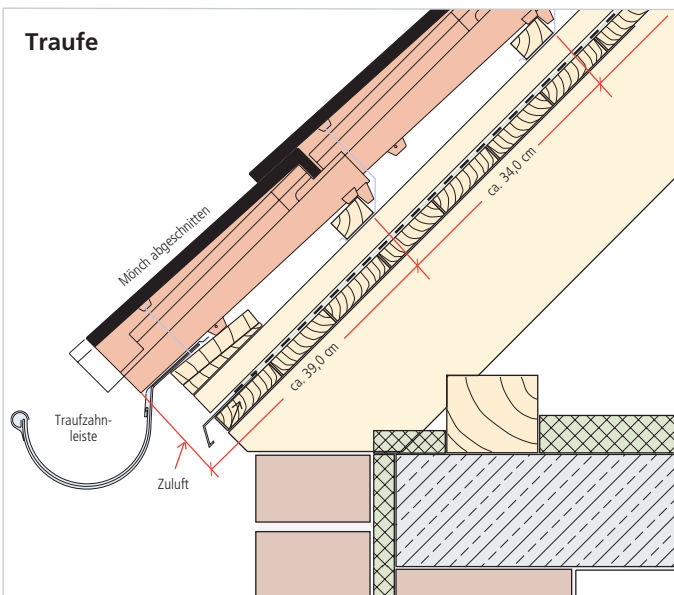 Traufe
Mönch abgeschnitten
ca. 34,0 cm
ca. 39,0 cm
Traufzahn-
leiste
Zuluft